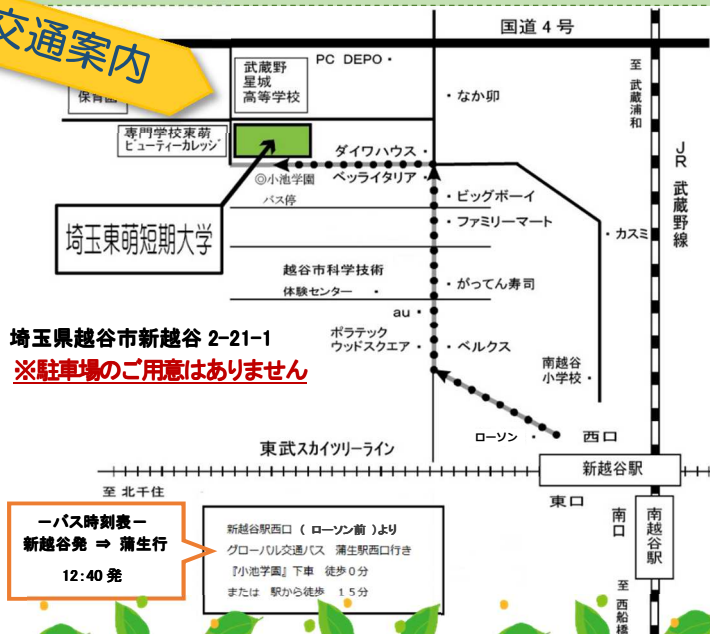 交通案内
国道 4 号
保育園
武蔵野
星城
高等学校
PC DEPO・
・なか卯
至 武蔵浦和
JR 武蔵野線
専門学校東萌
ビューティーカレッジ
ダイワハウス・
ベッライタリア・
◎小池学園
バス停
・ビッグボーイ
・ファミリーマート
・カスミ
埼玉東萌短期大学
越谷市科学技術
体験センター ・
・がってん寿司
au・
ポラテック
ウッドスクエア・
・ベルクス
埼玉県越谷市新越谷 2-21-1
※駐車場のご用意はありません
南越谷
小学校・
ローソン ・
西口
東武スカイツリーライン
新越谷駅
至 北千住
東口
南口
南越谷駅
至 西船橋
－バス時刻表－
新越谷発 ⇒ 蒲生行
12:40 発
新越谷駅西口 ( ローソン前 )より
グローバル交通バス 蒲生駅西口行き
『小池学園』下車 徒歩０分
または 駅から徒歩 １５分